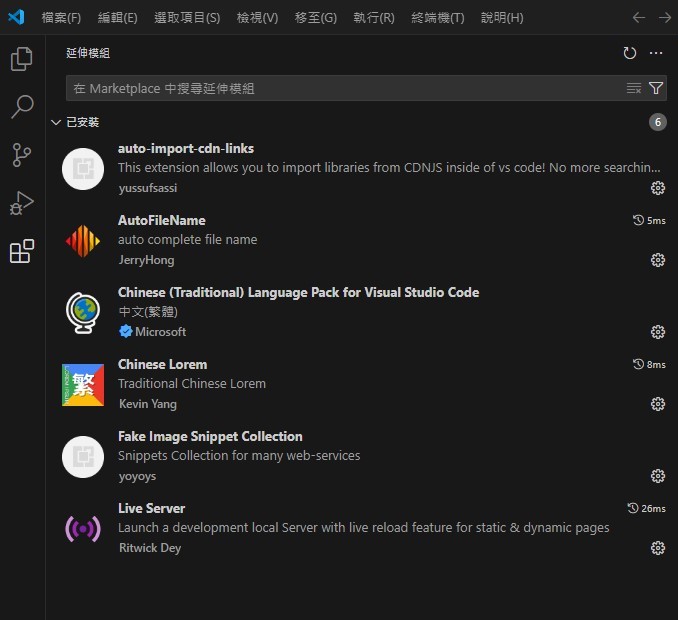 檔案(F) 編輯(E) 選取項目(S) 檢視(V) 移至(G) 執行(R) 終端機(T) 說明(H)
延伸模組
在 Marketplace 中搜尋延伸模組
已安裝 6
auto-import-cdn-links
This extension allows you to import libraries from CDNJS inside of vs code! No more searchin...
yussufsassi
AutoFileName 5ms
auto complete file name
JerryHong
Chinese (Traditional) Language Pack for Visual Studio Code
中文(繁體)
Microsoft
Chinese Lorem 8ms
繁
Traditional Chinese Lorem
Kevin Yang
Fake Image Snippet Collection
Snippets Collection for many web-services
yoyoys
Live Server 26ms
Launch a development local Server with live reload feature for static & dynamic pages
Ritwick Dey